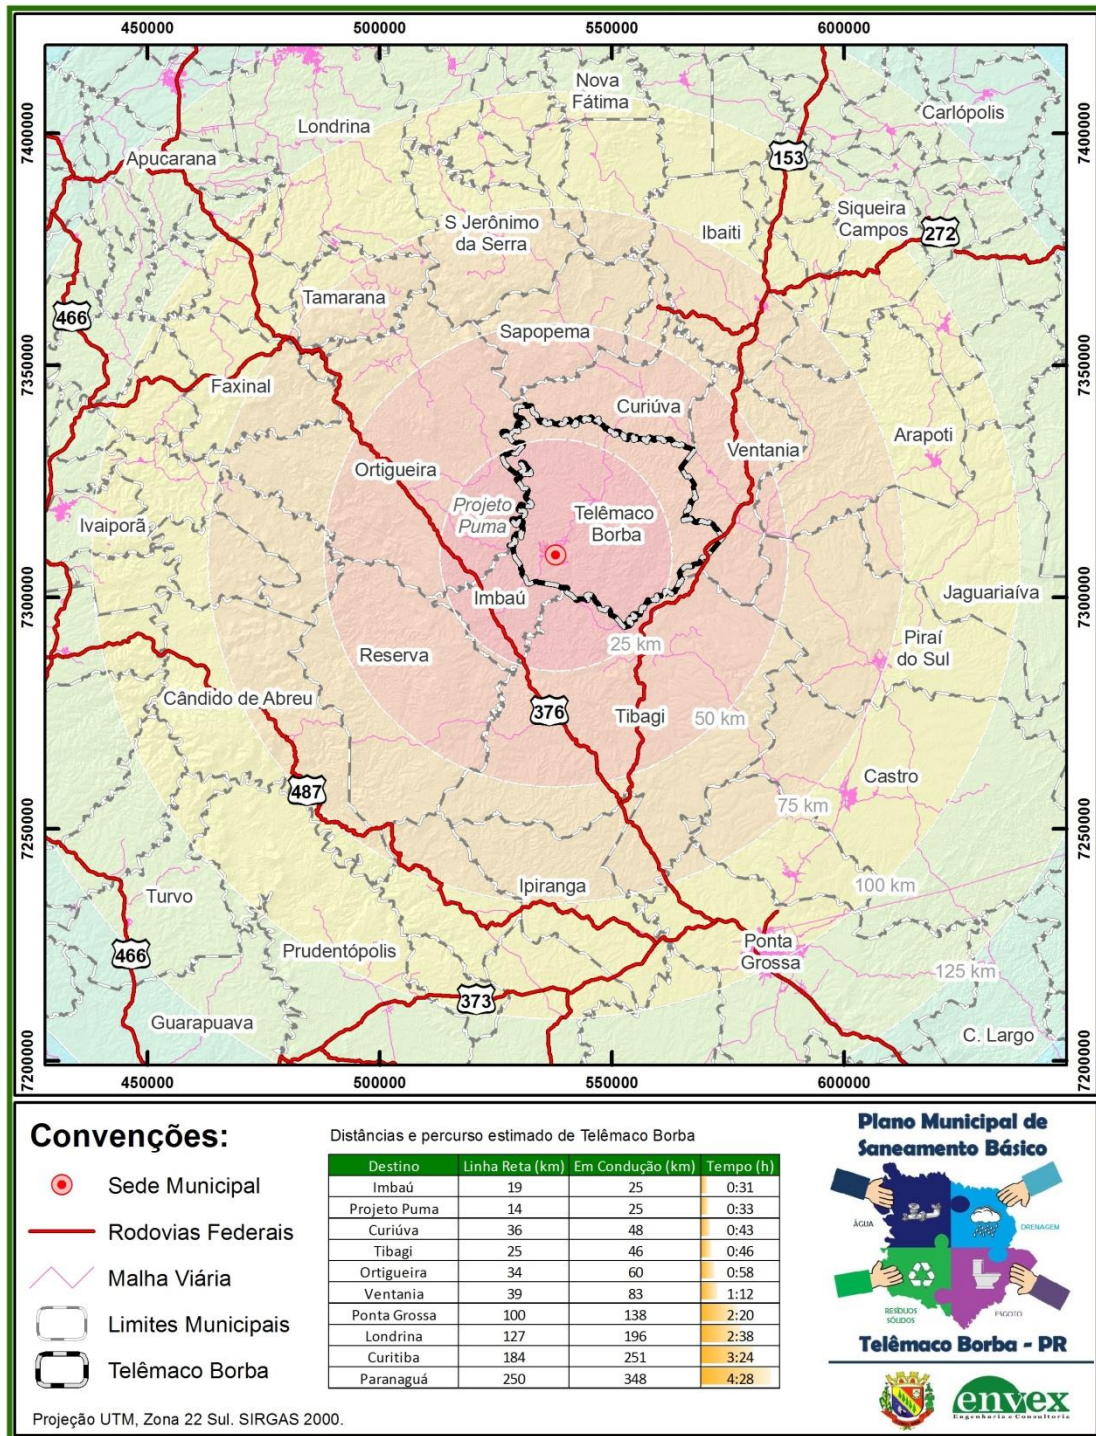 450000 500000 550000 600000
7400000 7400000
7350000 7350000
7300000 7300000
7250000 7250000
7200000 7200000
Nova
Fátima
Carlópolis
Londrina
Apucarana
153
Siqueira
Campos
272
S Jerônimo
da Serra
Ibaiti
Tamarana
466
Sapopema
Faxinal
Curiúva
Arapoti
Ventania
Ortigueira
Projeto
Puma
Telêmaco
Borba
Ivaiporã
Imbaú
Jaguariaíva
25 km
Piraí
do Sul
Reserva
Cândido de Abreu
376
Tibagi
50 km
Castro
487
75 km
100 km
Ipiranga
Turvo
Prudentópolis
Ponta
Grossa
466
125 km
373
Guarapuava
C. Largo
450000 500000 550000 600000
Convenções:
Sede Municipal
Rodovias Federais
Malha Viária
Limites Municipais
Telêmaco Borba
Projeção UTM, Zona 22 Sul. SIRGAS 2000.
Distâncias e percurso estimado de Telêmaco Borba
Destino Linha Reta (km) Em Condução (km) Tempo (h)
Imbaú 19 25 0:31
Projeto Puma 14 25 0:33
Curiúva 36 48 0:43
Tibagi 25 46 0:46
Ortigueira 34 60 0:58
Ventania 39 83 1:12
Ponta Grossa 100 138 2:20
Londrina 127 196 2:38
Curitiba 184 251 3:24
Paranaguá 250 348 4:28
Plano Municipal de
Saneamento Básico
ÁGUA
DRENAGEM
RESÍDUOS
SÓLIDOS
ESGOTO
Telêmaco Borba - PR
envex
Engenharia e Consultoria